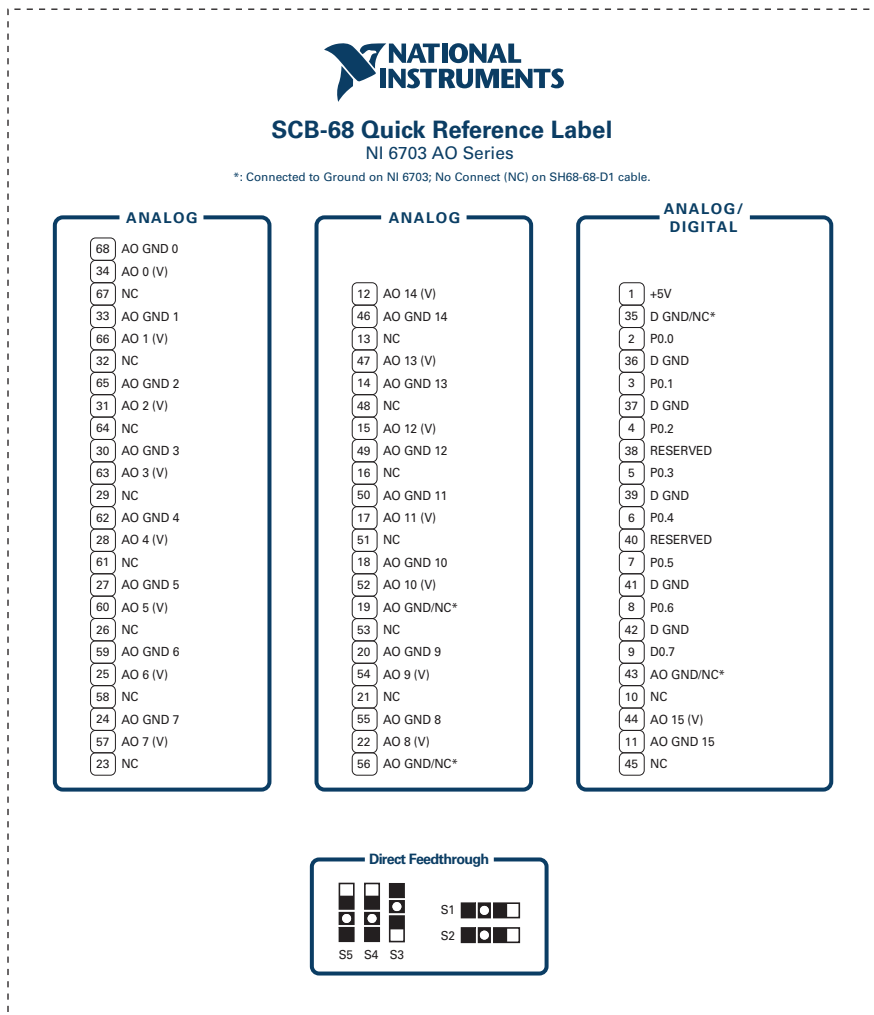 NATIONAL
INSTRUMENTS
SCB-68 Quick Reference Label
NI 6703 AO Series
*: Connected to Ground on NI 6703; No Connect (NC) on SH68-68-D1 cable.
ANALOG
68 AO GND 0
34 AO 0 (V)
67 NC
33 AO GND 1
66 AO 1 (V)
32 NC
65 AO GND 2
31 AO 2 (V)
64 NC
30 AO GND 3
63 AO 3 (V)
29 NC
62 AO GND 4
28 AO 4 (V)
61 NC
27 AO GND 5
60 AO 5 (V)
26 NC
59 AO GND 6
25 AO 6 (V)
58 NC
24 AO GND 7
57 AO 7 (V)
23 NC
ANALOG
12 AO 14 (V)
46 AO GND 14
13 NC
47 AO 13 (V)
14 AO GND 13
48 NC
15 AO 12 (V)
49 AO GND 12
16 NC
50 AO GND 11
17 AO 11 (V)
51 NC
18 AO GND 10
52 AO 10 (V)
19 AO GND/NC*
53 NC
20 AO GND 9
54 AO 9 (V)
21 NC
55 AO GND 8
22 AO 8 (V)
56 AO GND/NC*
ANALOG/
DIGITAL
1 +5V
35 D GND/NC*
2 P0.0
36 D GND
3 P0.1
37 D GND
4 P0.2
38 RESERVED
5 P0.3
39 D GND
6 P0.4
40 RESERVED
7 P0.5
41 D GND
8 P0.6
42 D GND
9 D0.7
43 AO GND/NC*
10 NC
44 AO 15 (V)
11 AO GND 15
45 NC
Direct Feedthrough
S1
S2
S5 S4 S3